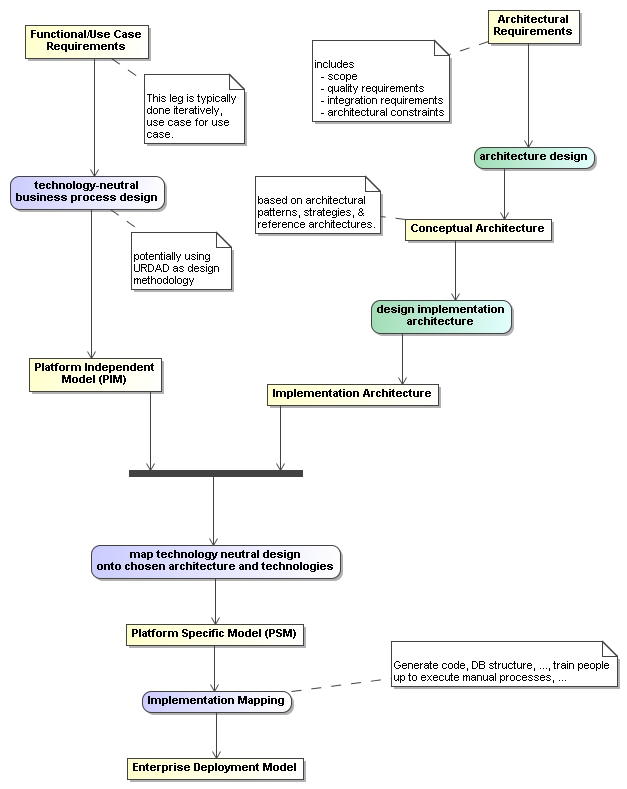 Functional/Use Case
Requirements
Architectural
Requirements
includes
- scope
- quality requirements
- integration requirements
- architectural constraints
This leg is typically
done iteratively,
use case for use
case.
architecture design
technology-neutral
business process design
based on architectural
patterns, strategies, &
reference architectures.
Conceptual Architecture
potentially using
URDAD as design
methodology
design implementation
architecture
Platform Independent
Model (PIM)
Implementation Architecture
map technology neutral design
onto chosen architecture and technologies
Platform Specific Model (PSM)
Generate code, DB structure, ..., train people
up to execute manual processes, ...
Implementation Mapping
Enterprise Deployment Model